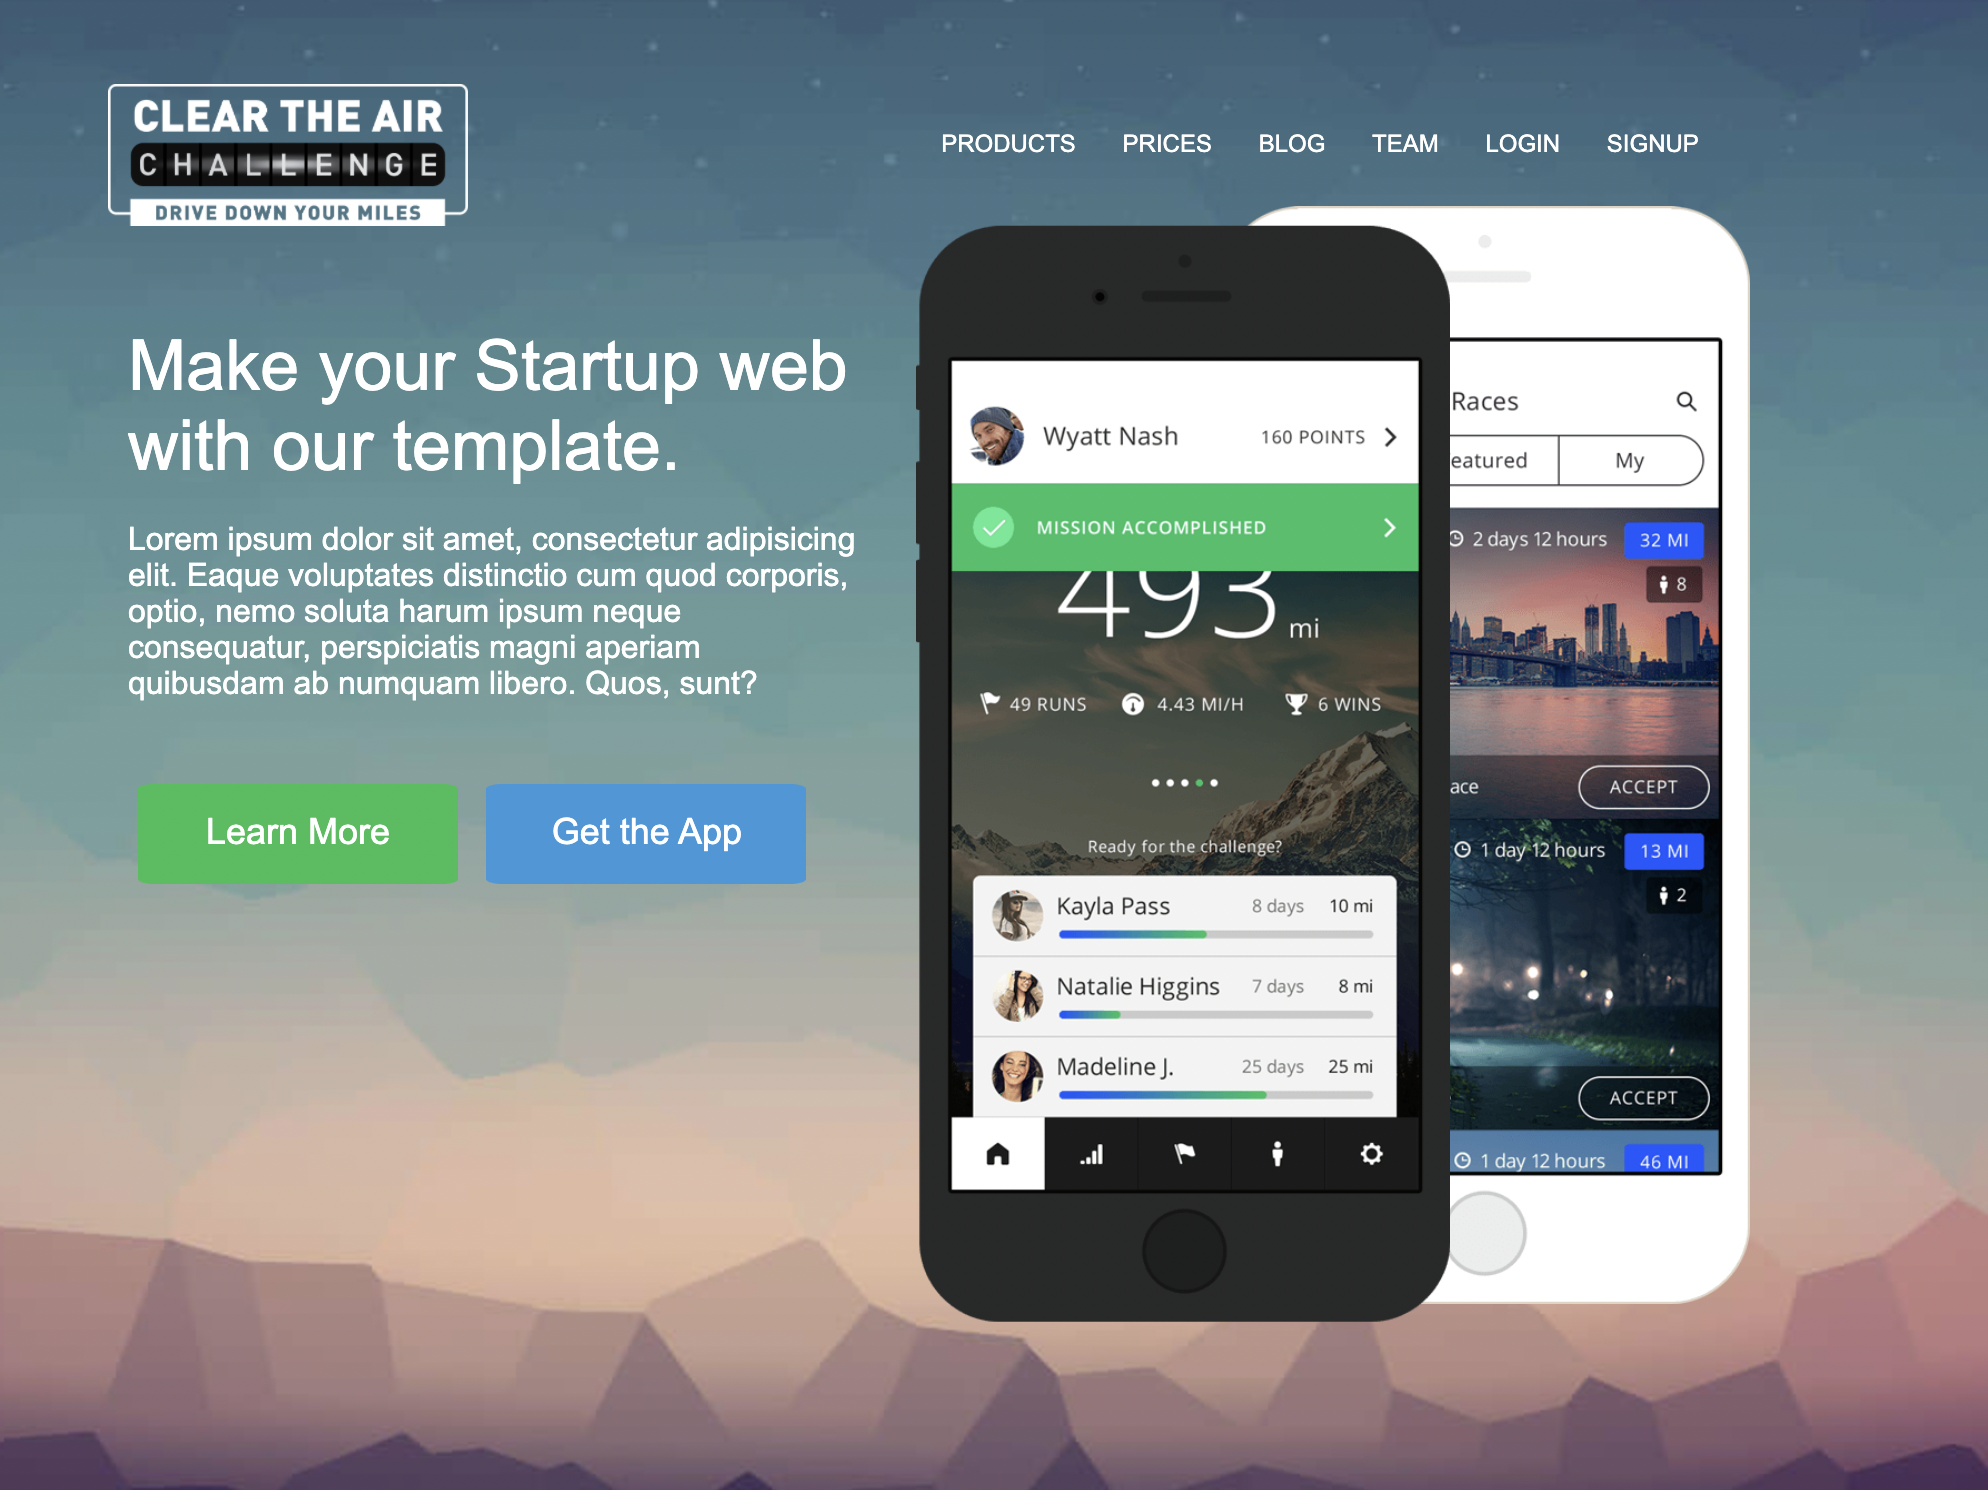 CLEAR THE AIR
CHALLENGE
DRIVE DOWN YOUR MILES
PRODUCTS PRICES BLOG TEAM LOGIN SIGNUP
Make your Startup web
with our template.
Lorem ipsum dolor sit amet, consectetur adipisicing
elit. Eaque voluptates distinctio cum quod corporis,
optio, nemo soluta harum ipsum neque
consequatur, perspiciatis magni aperiam
quibusdam ab numquam libero. Quos, sunt?
Learn More Get the App
Wyatt Nash 160 POINTS
MISSION ACCOMPLISHED
493 mi
49 RUNS 4.43 MI/H 6 WINS
Ready for the challenge?
Kayla Pass 8 days 10 mi
Natalie Higgins 7 days 8 mi
Madeline J. 25 days 25 mi
Races
eatured My
2 days 12 hours 32 MI
8
ace ACCEPT
1 day 12 hours 13 MI
2
ACCEPT
1 day 12 hours 46 MI